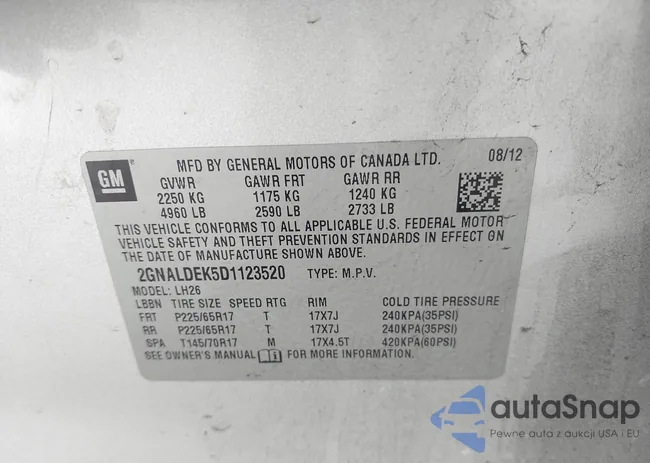 GM
MFD BY GENERAL MOTORS OF CANADA LTD. 08/12
GVWR GAWR FRT GAWR RR
2250 KG 1175 KG 1240 KG
4960 LB 2590 LB 2733 LB
THIS VEHICLE CONFORMS TO ALL APPLICABLE U.S. FEDERAL MOTOR
VEHICLE SAFETY AND THEFT PREVENTION STANDARDS IN EFFECT ON
THE DATE OF MANUFACTURE SHOWN ABOVE.
2GNALDEK5D1123520 TYPE: M.P.V.
MODEL: LH26
LBBN TIRE SIZE SPEED RTG RIM COLD TIRE PRESSURE
FRT P225/65R17 T 17X7J 240KPA(35PSI)
RR P225/65R17 T 17X7J 240KPA(35PSI)
SPA T145/70R17 M 17X4.5T 420KPA(60PSI)
SEE OWNER'S MANUAL FOR MORE INFORMATION.
autaSnap
Pewne auta z aukcji USA i EU